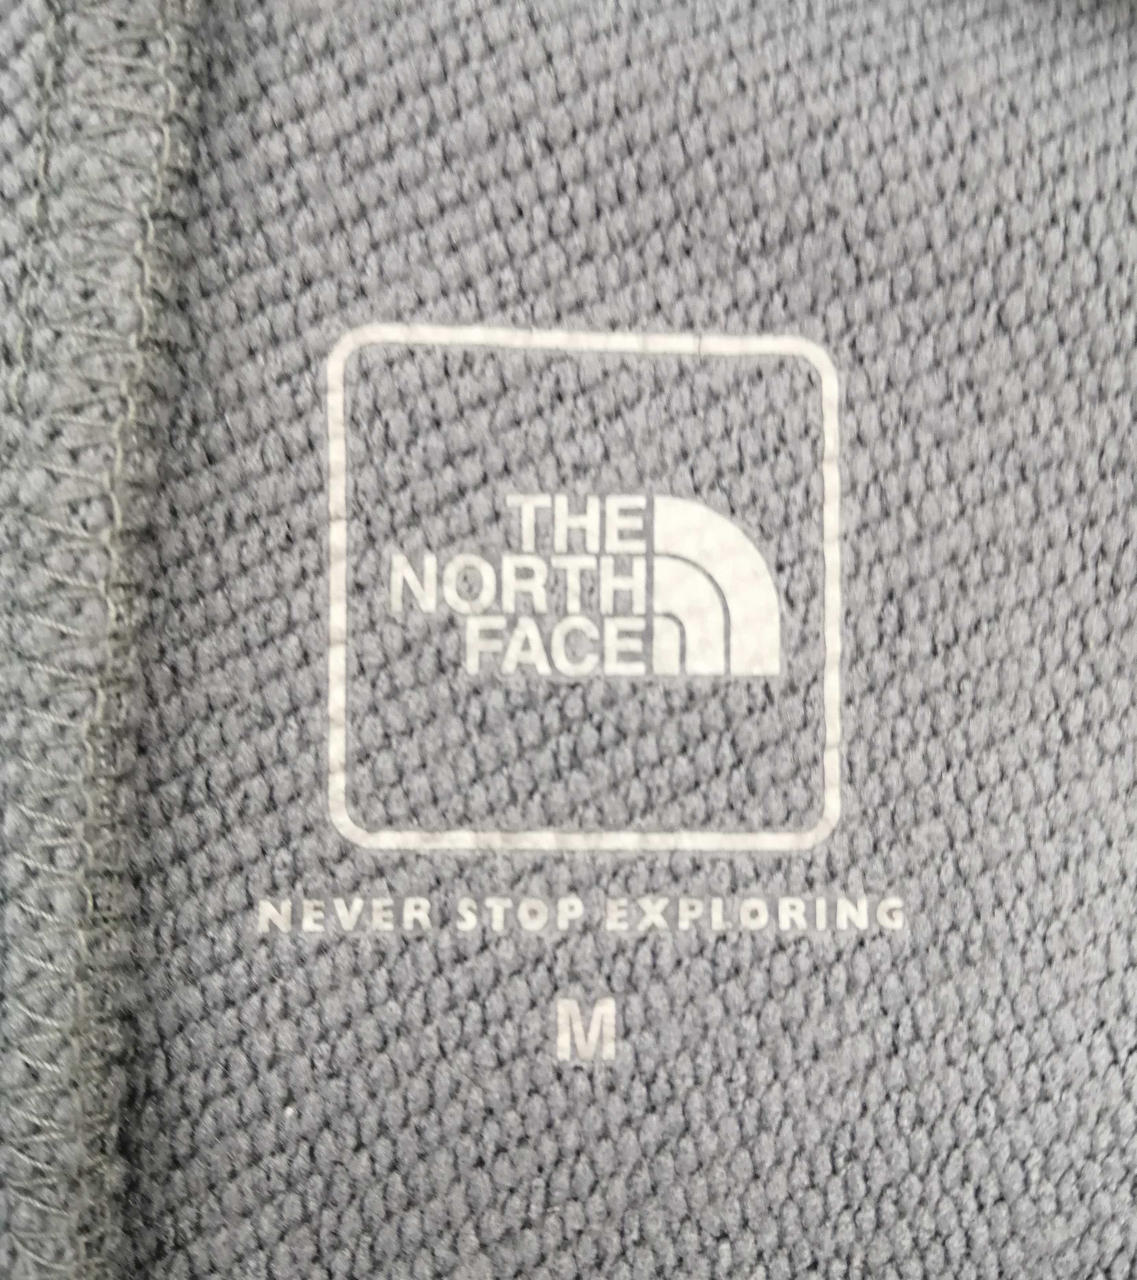 THE
NORTH
FACE
NEVER STOP EXPLORING
M